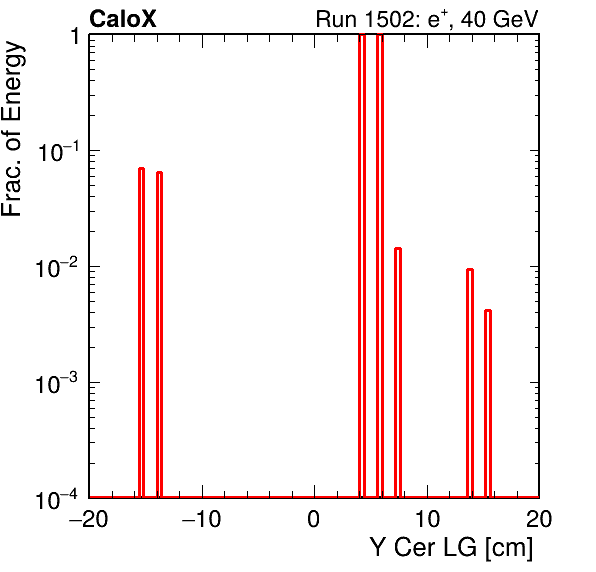 CaloX
Run 1502: e⁺, 40 GeV
Frac. of Energy
1
10⁻¹
10⁻²
10⁻³
10⁻⁴
−20
−10
0
10
20
Y Cer LG [cm]